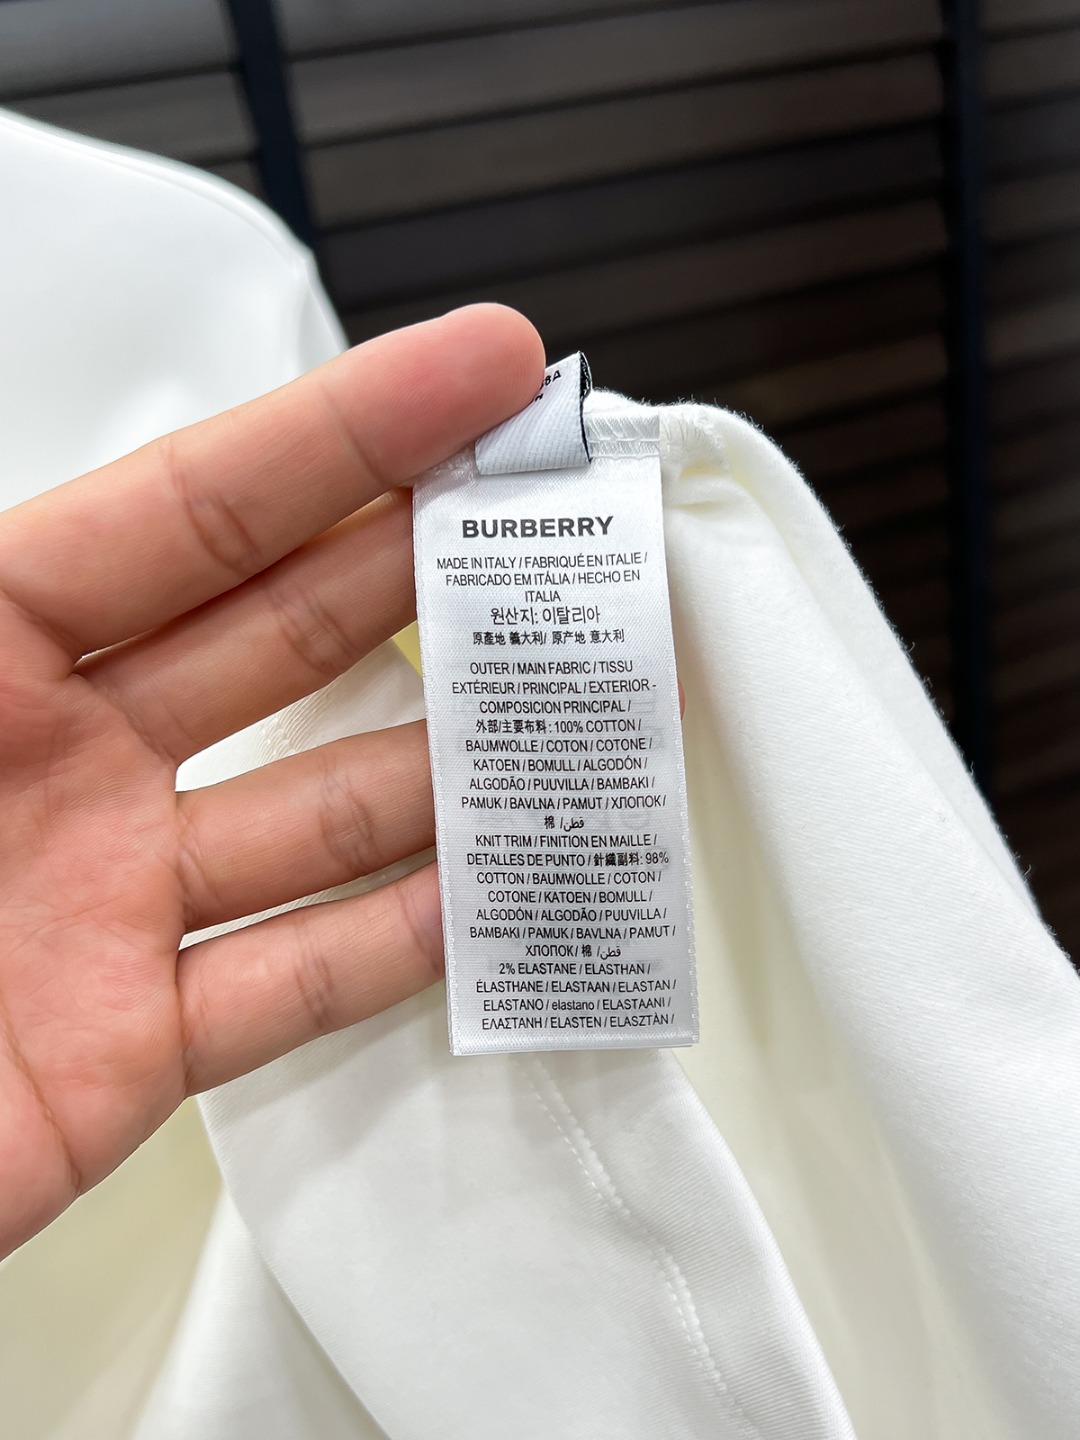 BURBERRY
MADE IN ITALY / FABRIQUÉ EN ITALIE /
FABRICADO EM ITÁLIA / HECHO EN
ITALIA
원산지: 이탈리아
原產地 義大利/ 原产地 意大利
OUTER / MAIN FABRIC / TISSU
EXTÉRIEUR / PRINCIPAL / EXTERIOR -
COMPOSICION PRINCIPAL /
外部/主要布料: 100% COTTON /
BAUMWOLLE / COTON / COTONE /
KATOEN / BOMULL / ALGODÓN /
ALGODÃO / PUUVILLA / BAMBAKI /
PAMUK / BAVLNA / PAMUT / ХЛОПОК /
棉 /قطن
KNIT TRIM / FINITION EN MAILLE /
DETALLES DE PUNTO / 針織副料: 98%
COTTON / BAUMWOLLE / COTON /
COTONE / KATOEN / BOMULL /
ALGODÓN / ALGODÃO / PUUVILLA /
BAMBAKI / PAMUK / BAVLNA / PAMUT /
ХЛОПОК / 棉 /قطن
2% ELASTANE / ELASTHAN /
ÉLASTHANE / ELASTAAN / ELASTAN /
ELASTANO / elastano / ELASTAANI /
ΕΛΑΣΤΑΝΗ / ELASTEN / ELASZTÀN /